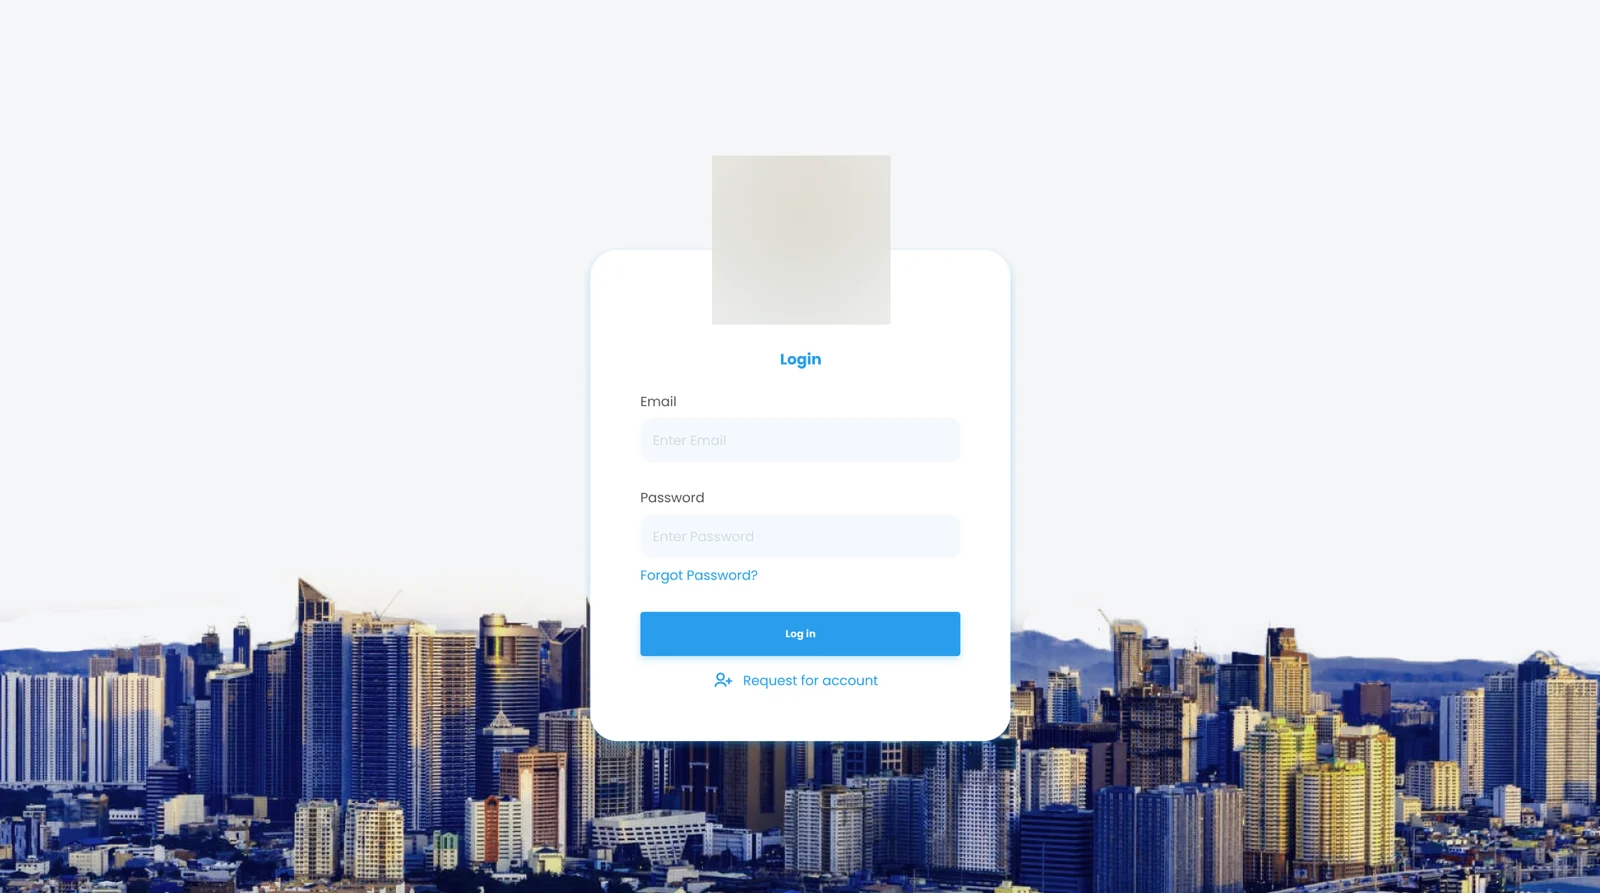 Login
Email
Enter Email
Password
Enter Password
Forgot Password?
Log in
Request for account